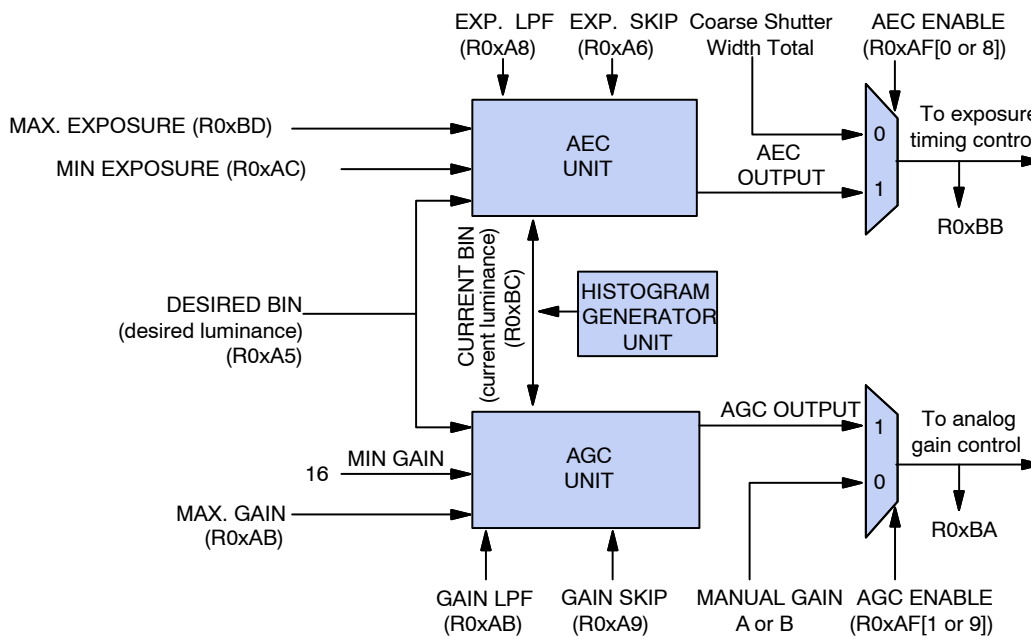 EXP. LPF
(R0xA8)
EXP. SKIP
(R0xA6)
Coarse Shutter
Width Total
AEC ENABLE
(R0xAF[0 or 8])
MAX. EXPOSURE (R0xBD)
MIN EXPOSURE (R0xAC)
AEC
UNIT
AEC
OUTPUT
0
1
To exposure
timing control
R0xBB
DESIRED BIN
(desired luminance)
(R0xA5)
CURRENT BIN
(current luminance)
(R0xBC)
HISTOGRAM
GENERATOR
UNIT
16
MIN GAIN
MAX. GAIN
(R0xAB)
AGC
UNIT
AGC OUTPUT
1
0
To analog
gain control
R0xBA
GAIN LPF
(R0xAB)
GAIN SKIP
(R0xA9)
MANUAL GAIN
A or B
AGC ENABLE
(R0xAF[1 or 9])